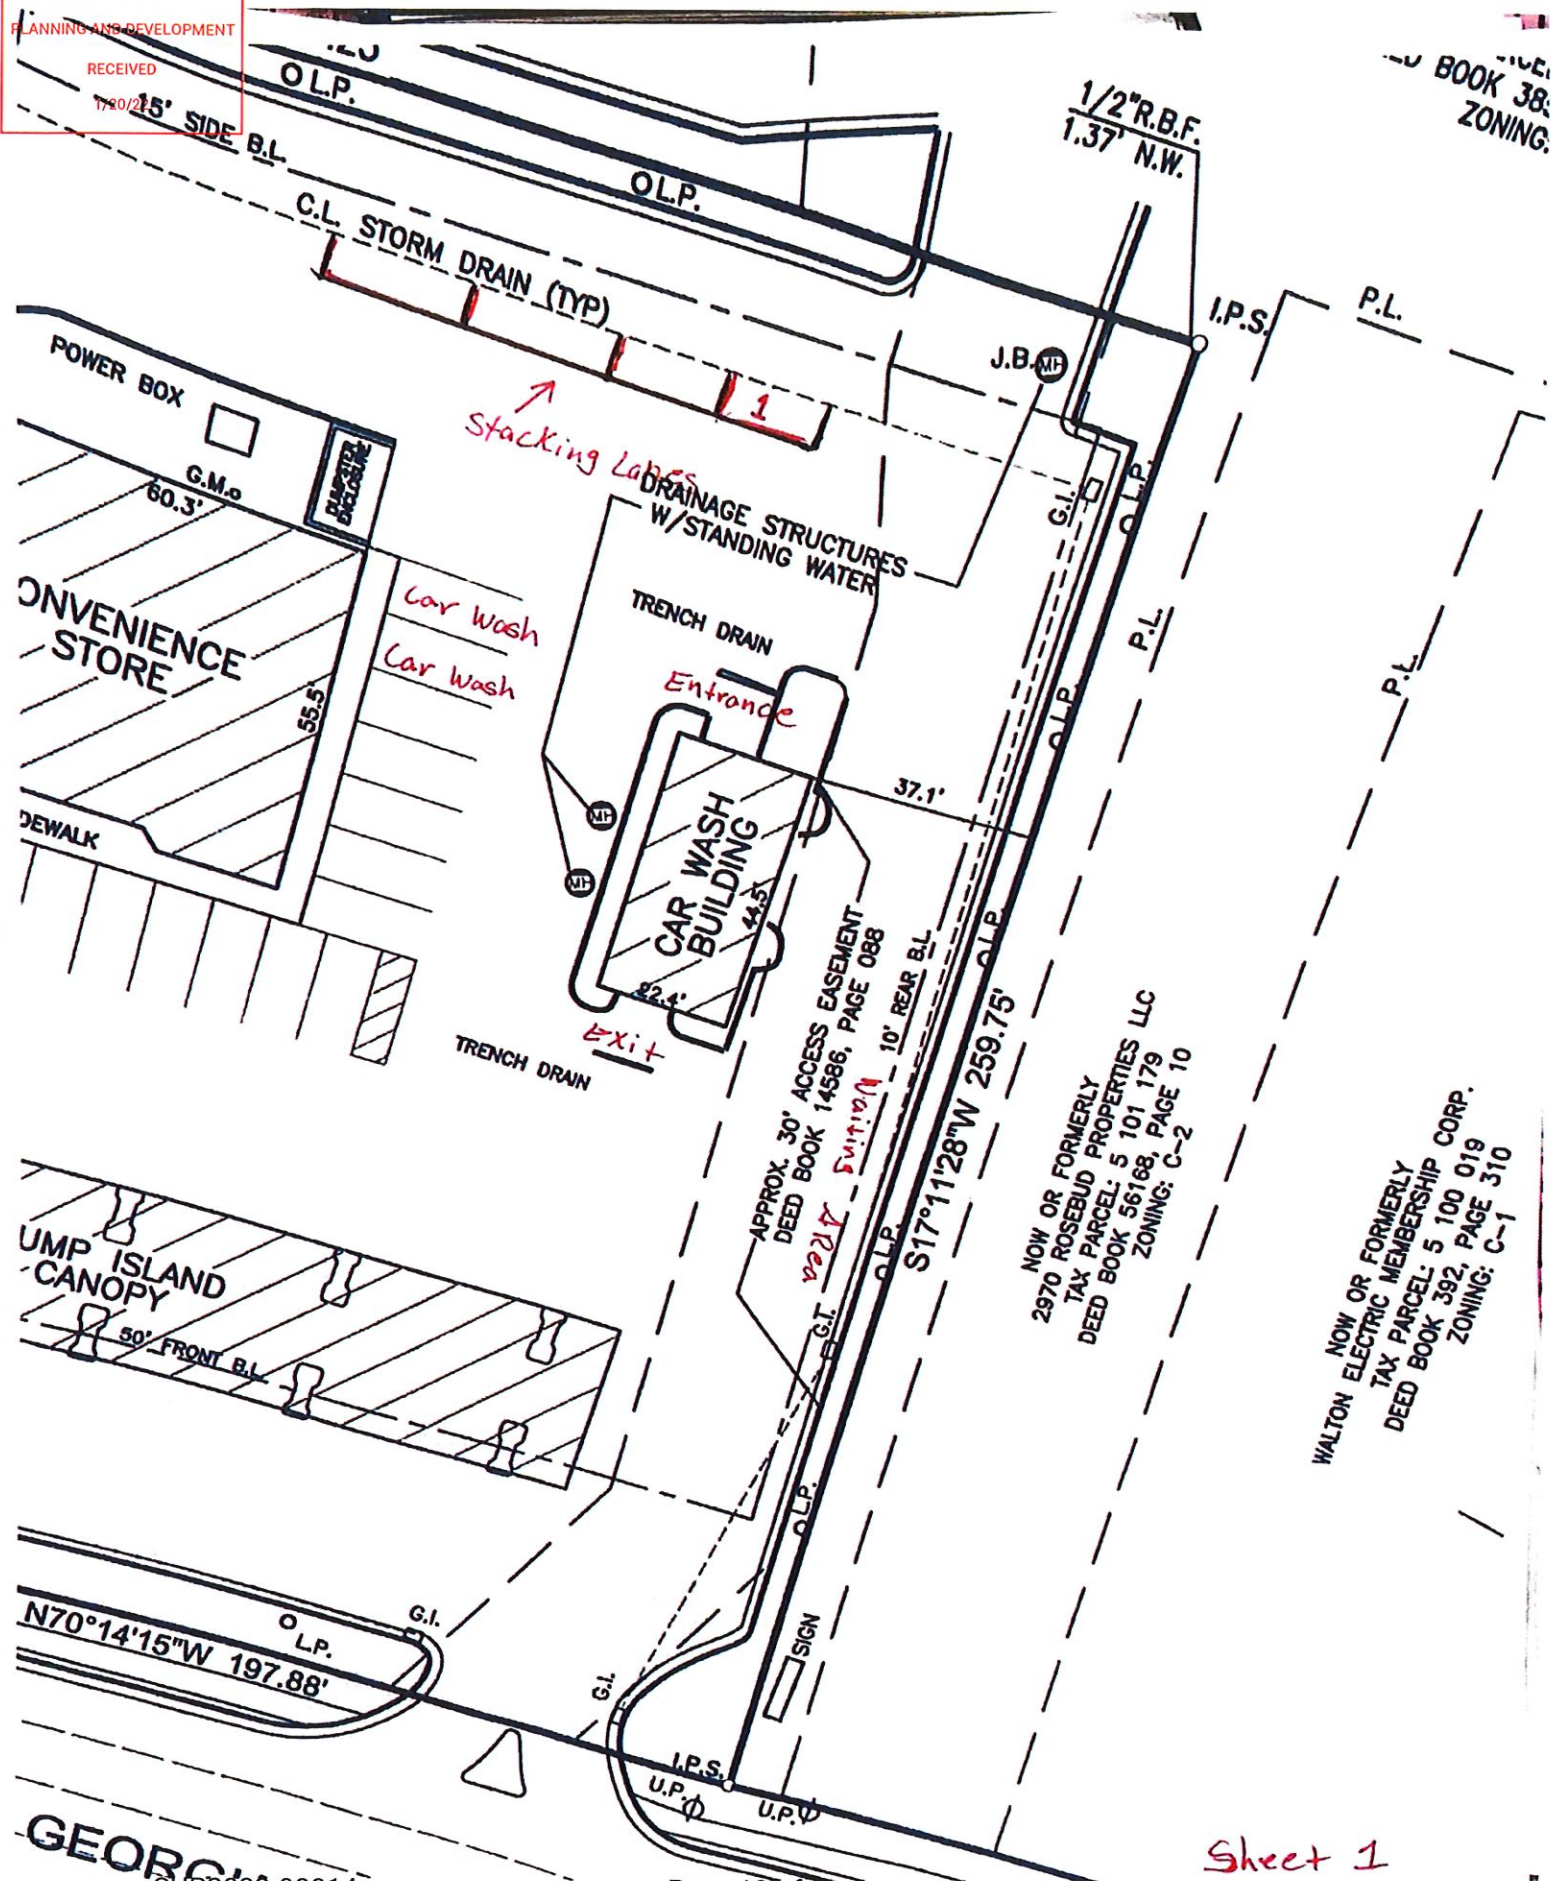 PLANNING AND DEVELOPMENT
RECEIVED
O L.P.
15' SIDE B.L.
O L.P.
1/2"R.B.F.
1.37' N.W.
BOOK 38
ZONING:
C.L. STORM DRAIN (TYP)
I.P.S.
P.L.
J.B. MH
POWER BOX
1
Stacking Lanes
G.M.o
60.3'
DUMPSTER
ENCLOSURE
DRAINAGE STRUCTURES
W/STANDING WATER
G.I.
O L.P.
ONVENIENCE
STORE
55.5'
Car Wash
Car Wash
TRENCH DRAIN
Entrance
P.L.
P.L.
O L.P.
37.1'
DEWALK
MH
MH
CAR WASH
BUILDING
44.5'
22.4'
Exit
TRENCH DRAIN
APPROX. 30' ACCESS EASEMENT
DEED BOOK 14586, PAGE 088
Waiting ARea
10' REAR B.L.
O L.P.
S17°11'28"W 259.75'
NOW OR FORMERLY
2970 ROSEBUD PROPERTIES LLC
TAX PARCEL: 5 101 179
DEED BOOK 56168, PAGE 10
ZONING: C-2
NOW OR FORMERLY
WALTON ELECTRIC MEMBERSHIP CORP.
TAX PARCEL: 5 100 019
DEED BOOK 392, PAGE 310
ZONING: C-1
UMP ISLAND
CANOPY
50' FRONT B.L.
O L.P.
G.I.
O L.P.
N70°14'15"W 197.88'
O L.P.
G.I.
G.I.
SIGN
I.P.S.
U.P.
U.P.
Sheet 1